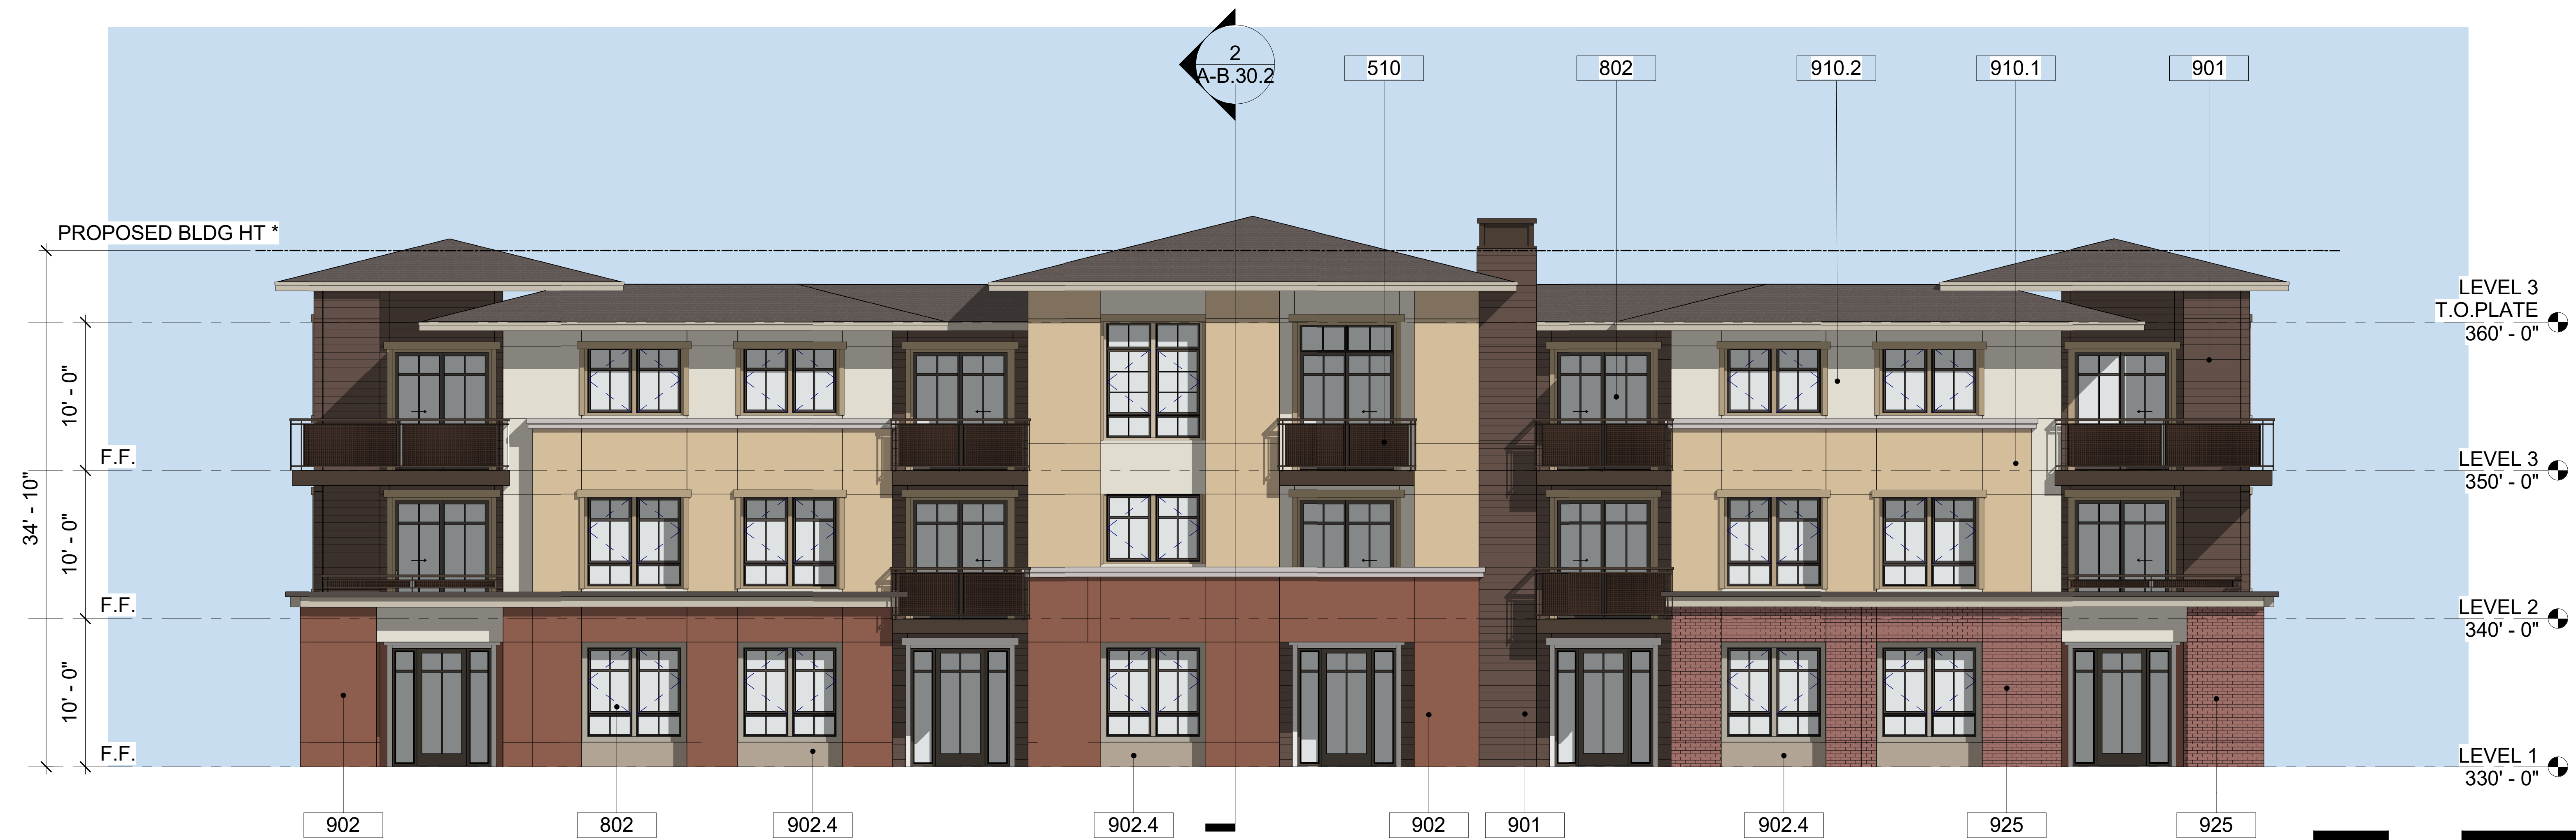 2
A-B.30.2
510
802
910.2
910.1
901
PROPOSED BLDG HT *
LEVEL 3
T.O.PLATE
360' - 0"
10' - 0"
F.F.
LEVEL 3
350' - 0"
34' - 10"
10' - 0"
F.F.
LEVEL 2
340' - 0"
10' - 0"
F.F.
LEVEL 1
330' - 0"
902
802
902.4
902.4
902
901
902.4
925
925